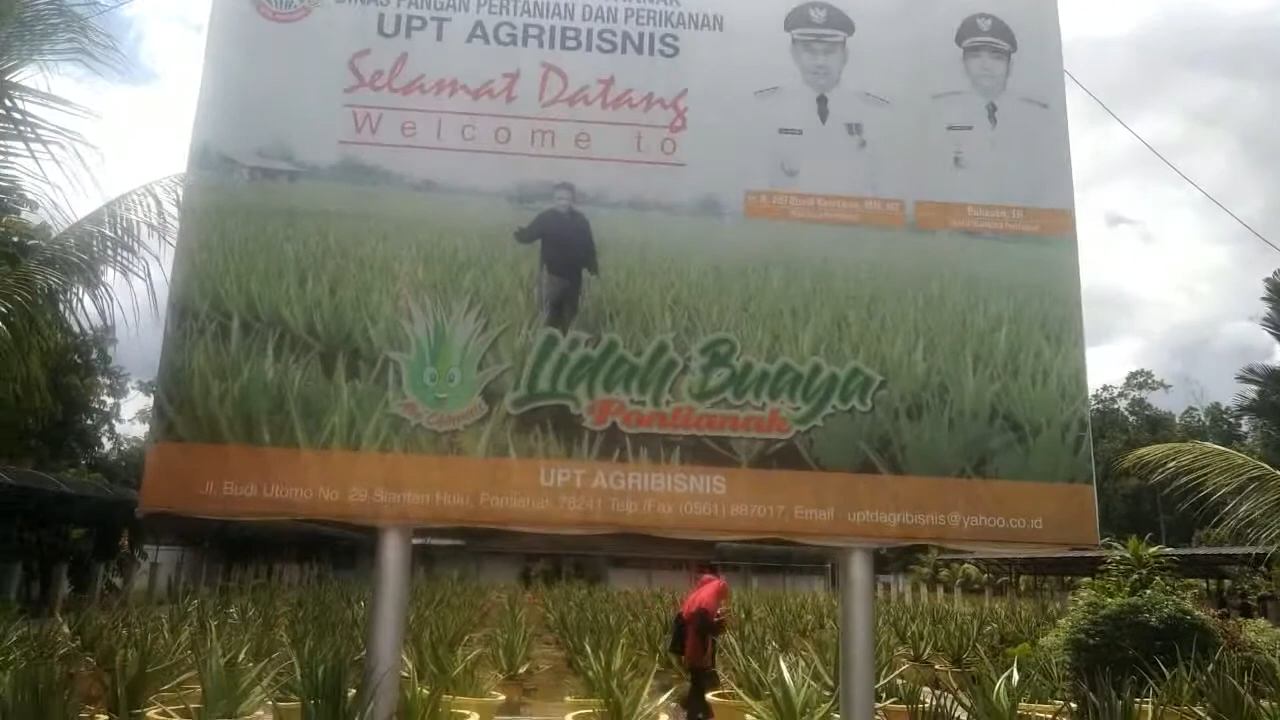 DINAS PANGAN PERTANIAN DAN PERIKANAN
UPT AGRIBISNIS
Selamat Datang
Welcome to
Lidah Buaya
Pontianak
UPT AGRIBISNIS
Jl. Budi Utomo No. 29 Siantan Hulu, Pontianak 78241 Telp /Fax (0561) 887017, Email uptdagribisnis@yahoo.co.id